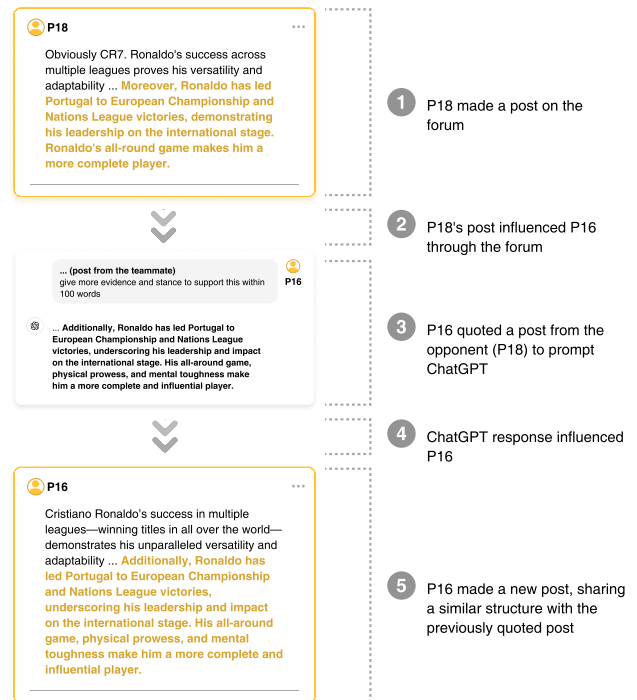 P18
Obviously CR7. Ronaldo's success across
multiple leagues proves his versatility and
adaptability ... Moreover, Ronaldo has led
Portugal to European Championship and
Nations League victories, demonstrating
his leadership on the international stage.
Ronaldo's all-round game makes him a
more complete player.
1
P18 made a post on the
forum
2
P18's post influenced P16
through the forum
... (post from the teammate)
give more evidence and stance to support this within
100 words
P16
... Additionally, Ronaldo has led Portugal to
European Championship and Nations League
victories, underscoring his leadership and impact
on the international stage. His all-around game,
physical prowess, and mental toughness make
him a more complete and influential player.
3
P16 quoted a post from the
opponent (P18) to prompt
ChatGPT
4
ChatGPT response influenced
P16
P16
Cristiano Ronaldo's success in multiple
leagues—winning titles in all over the world—
demonstrates his unparalleled versatility and
adaptability ... Additionally, Ronaldo has
led Portugal to European Championship
and Nations League victories,
underscoring his leadership and impact
on the international stage. His all-around
game, physical prowess, and mental
toughness make him a more complete and
influential player.
5
P16 made a new post, sharing
a similar structure with the
previously quoted post